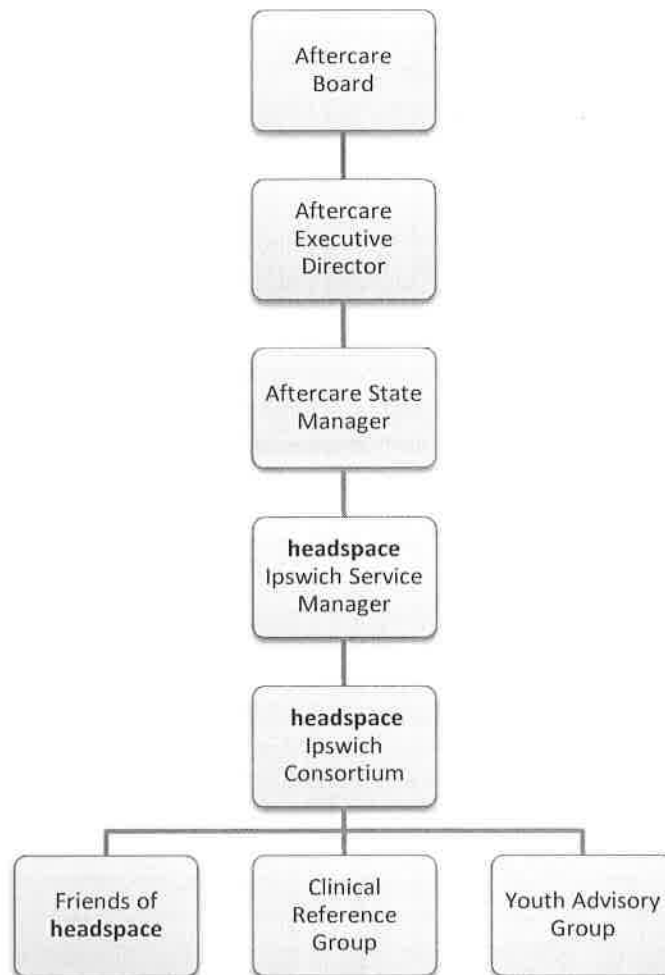 Aftercare
Board
Aftercare
Executive
Director
Aftercare State
Manager
headspace
Ipswich Service
Manager
headspace
Ipswich
Consortium
Friends of
headspace
Clinical
Reference
Group
Youth Advisory
Group